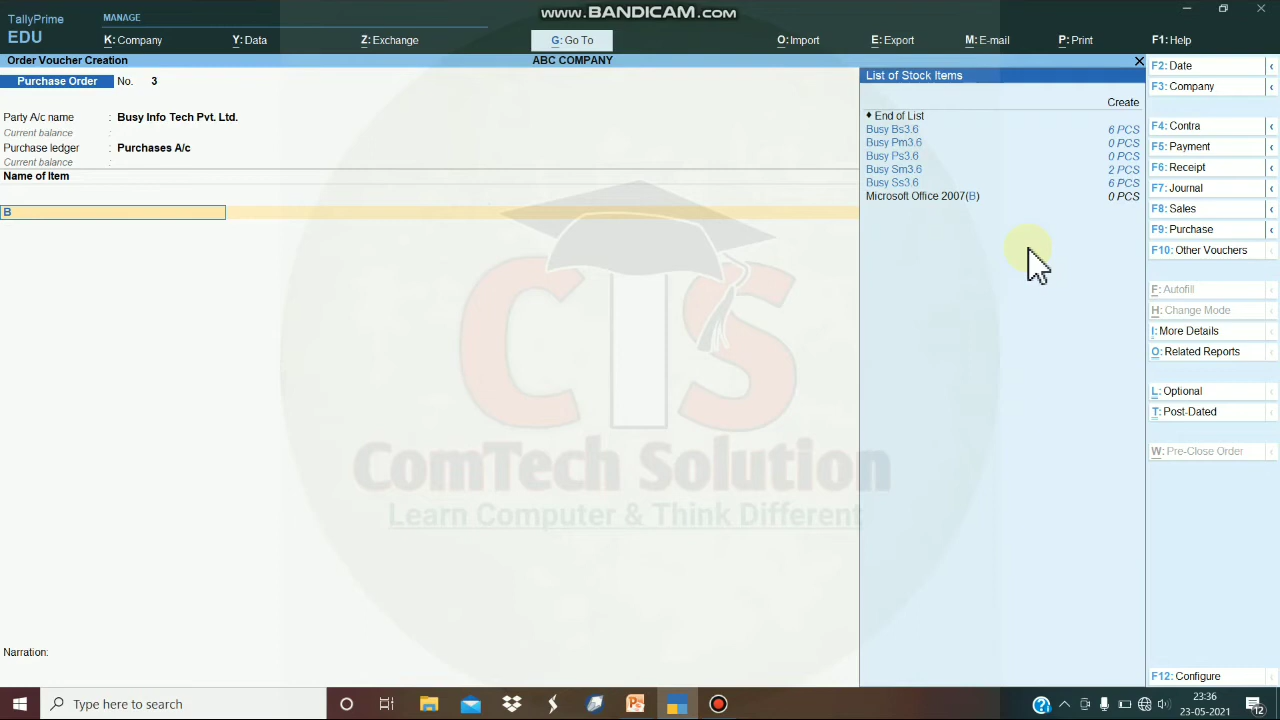 www.BANDICAM.com
TallyPrime
EDU
MANAGE
K: Company
Y: Data
Z: Exchange
G: Go To
O: Import
E: Export
M: E-mail
P: Print
F1: Help
Order Voucher Creation
ABC COMPANY
Purchase Order No. 3
Party A/c name : Busy Info Tech Pvt. Ltd.
Current balance :
Purchase ledger : Purchases A/c
Current balance :
Name of Item
B
Narration:
List of Stock Items
Create
♦ End of List
Busy Bs3.6 6 PCS
Busy Pm3.6 0 PCS
Busy Ps3.6 0 PCS
Busy Sm3.6 2 PCS
Busy Ss3.6 6 PCS
Microsoft Office 2007(B) 0 PCS
F2: Date
F3: Company
F4: Contra
F5: Payment
F6: Receipt
F7: Journal
F8: Sales
F9: Purchase
F10: Other Vouchers
F: Autofill
H: Change Mode
I: More Details
O: Related Reports
L: Optional
T: Post-Dated
W: Pre-Close Order
F12: Configure
CTS
ComTech Solution
Learn Computer & Think Different
Type here to search
23:36
23-05-2021
12